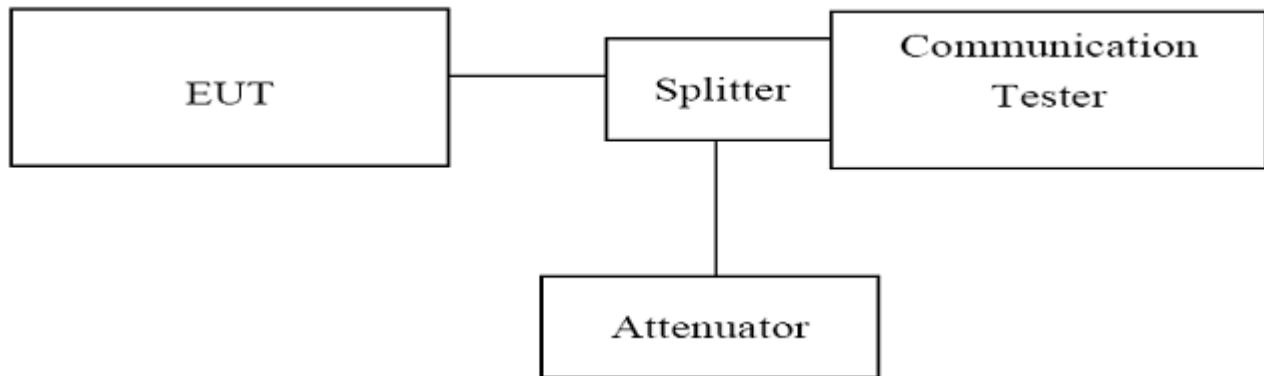 EUT
Splitter
Communication
Tester
Attenuator